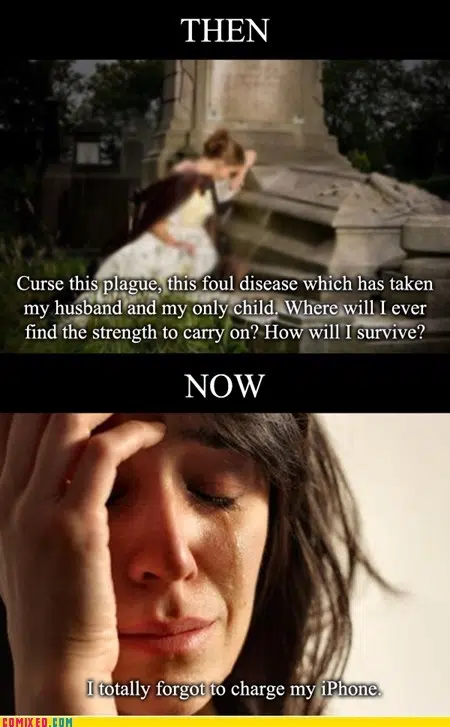 THEN
Curse this plague, this foul disease which has taken
my husband and my only child. Where will I ever
find the strength to carry on? How will I survive?
NOW
I totally forgot to charge my iPhone.
COMIXED.COM